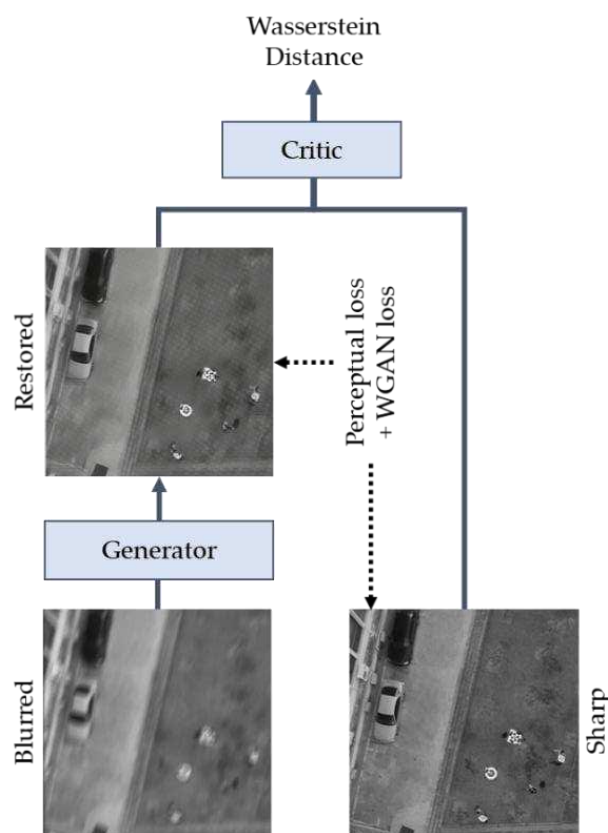 Wasserstein
Distance
Critic
Restored
Perceptual loss
+ WGAN loss
Generator
Blurred
Sharp